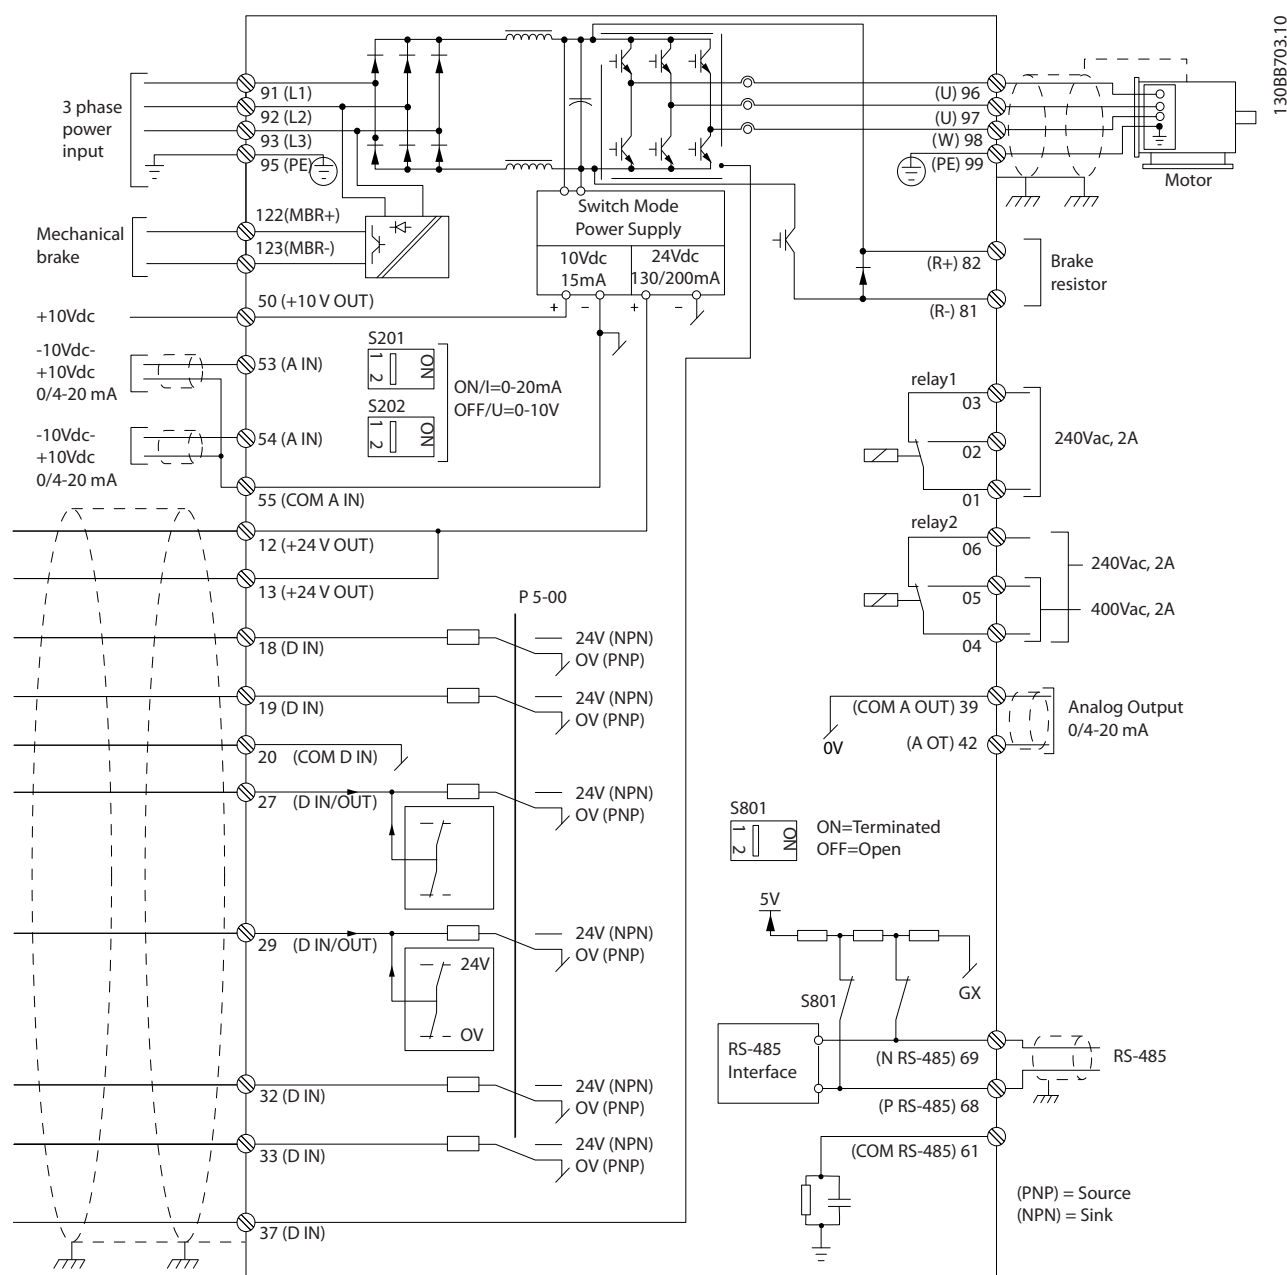 130BB703.10
3 phase
power
input
91 (L1)
92 (L2)
93 (L3)
95 (PE)
(U) 96
(U) 97
(W) 98
(PE) 99
Motor
Mechanical
brake
122(MBR+)
123(MBR-)
Switch Mode
Power Supply
10Vdc
15mA
24Vdc
130/200mA
+
-
+
-
(R+) 82
(R-) 81
Brake
resistor
+10Vdc
50 (+10 V OUT)
-10Vdc-
+10Vdc
0/4-20 mA
53 (A IN)
S201
1
2
ON
S202
1
2
ON
ON/I=0-20mA
OFF/U=0-10V
-10Vdc-
+10Vdc
0/4-20 mA
54 (A IN)
55 (COM A IN)
12 (+24 V OUT)
13 (+24 V OUT)
relay1
03
02
01
240Vac, 2A
relay2
06
05
04
240Vac, 2A
400Vac, 2A
P 5-00
18 (D IN)
24V (NPN)
OV (PNP)
19 (D IN)
24V (NPN)
OV (PNP)
20 (COM D IN)
27 (D IN/OUT)
24V (NPN)
OV (PNP)
29 (D IN/OUT)
24V
OV
24V (NPN)
OV (PNP)
32 (D IN)
24V (NPN)
OV (PNP)
33 (D IN)
24V (NPN)
OV (PNP)
37 (D IN)
(COM A OUT) 39
0V
(A OT) 42
Analog Output
0/4-20 mA
S801
1
2
ON
ON=Terminated
OFF=Open
5V
S801
GX
RS-485
Interface
(N RS-485) 69
(P RS-485) 68
RS-485
(COM RS-485) 61
(PNP) = Source
(NPN) = Sink